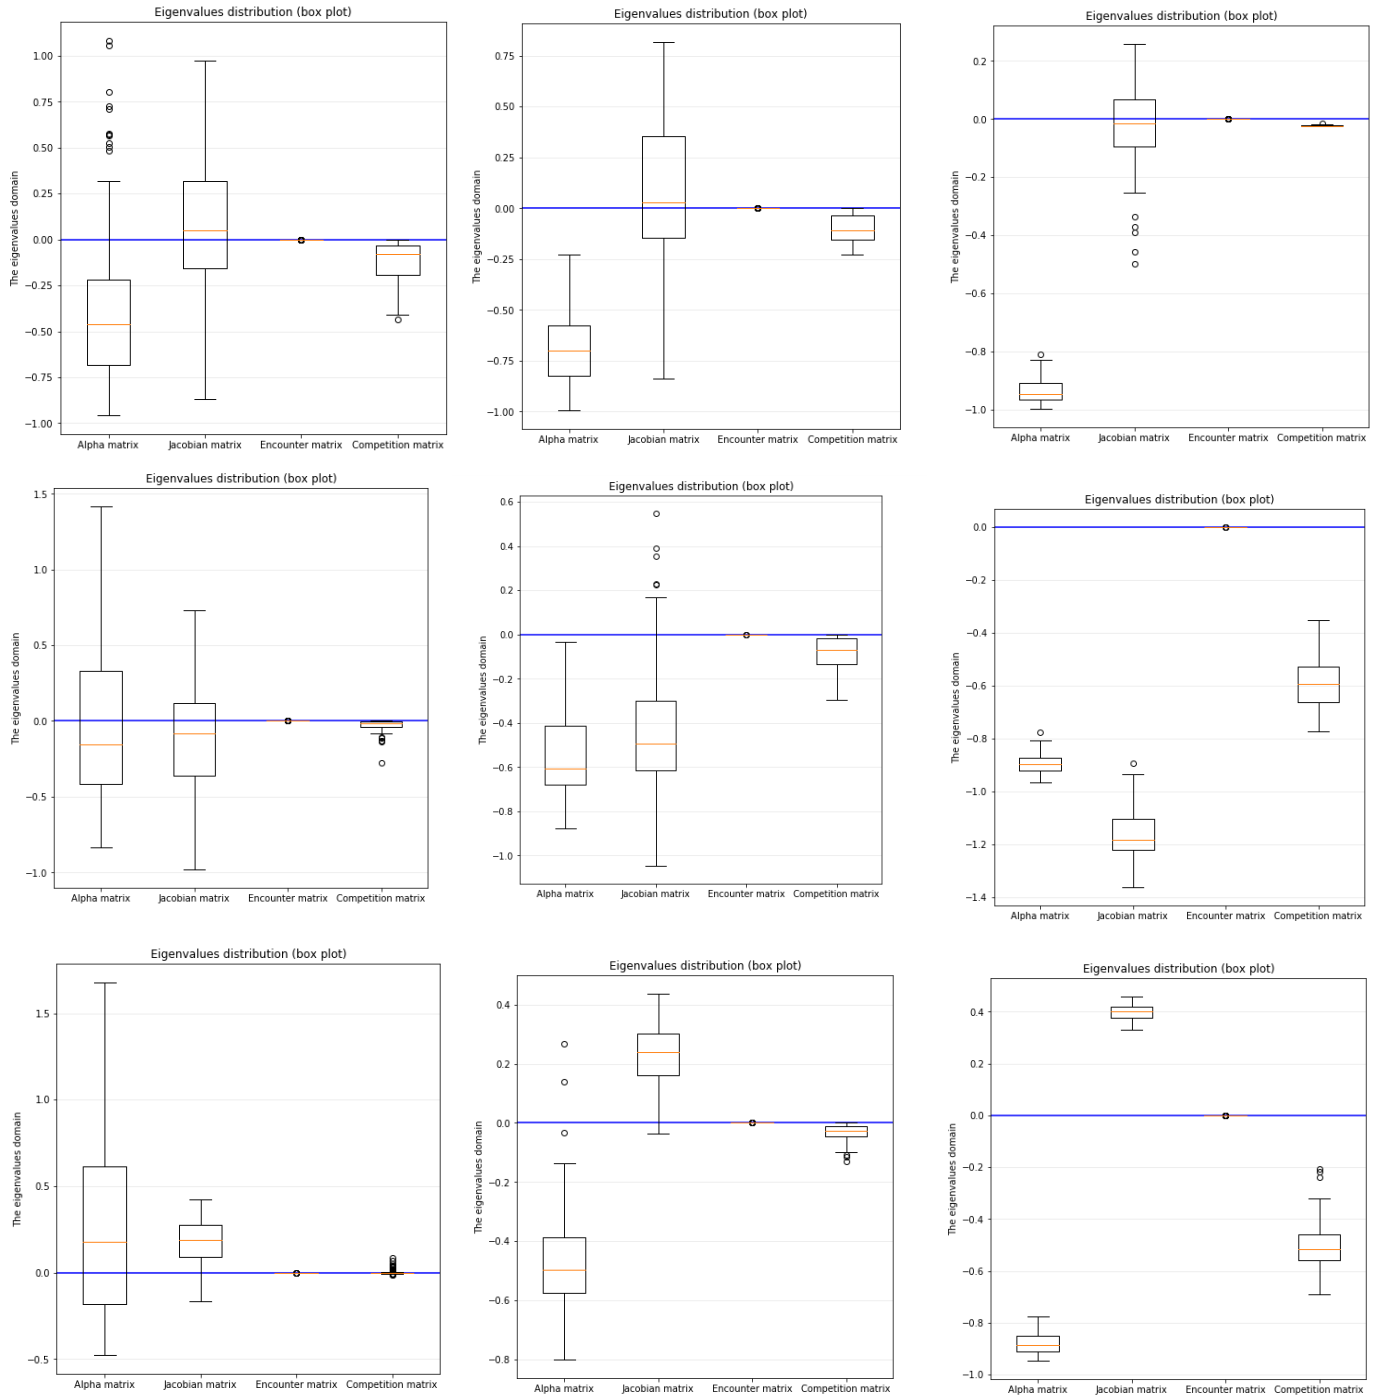 Eigenvalues distribution (box plot)
The eigenvalues domain
1.00
0.75
0.50
0.25
0.00
−0.25
−0.50
−0.75
−1.00
Alpha matrix Jacobian matrix Encounter matrix Competition matrix
Eigenvalues distribution (box plot)
The eigenvalues domain
0.75
0.50
0.25
0.00
−0.25
−0.50
−0.75
−1.00
Alpha matrix Jacobian matrix Encounter matrix Competition matrix
Eigenvalues distribution (box plot)
The eigenvalues domain
0.2
0.0
−0.2
−0.4
−0.6
−0.8
−1.0
Alpha matrix Jacobian matrix Encounter matrix Competition matrix
Eigenvalues distribution (box plot)
The eigenvalues domain
1.5
1.0
0.5
0.0
−0.5
−1.0
Alpha matrix Jacobian matrix Encounter matrix Competition matrix
Eigenvalues distribution (box plot)
The eigenvalues domain
0.6
0.4
0.2
0.0
−0.2
−0.4
−0.6
−0.8
−1.0
Alpha matrix Jacobian matrix Encounter matrix Competition matrix
Eigenvalues distribution (box plot)
The eigenvalues domain
0.0
−0.2
−0.4
−0.6
−0.8
−1.0
−1.2
−1.4
Alpha matrix Jacobian matrix Encounter matrix Competition matrix
Eigenvalues distribution (box plot)
The eigenvalues domain
1.5
1.0
0.5
0.0
−0.5
Alpha matrix Jacobian matrix Encounter matrix Competition matrix
Eigenvalues distribution (box plot)
The eigenvalues domain
0.4
0.2
0.0
−0.2
−0.4
−0.6
−0.8
Alpha matrix Jacobian matrix Encounter matrix Competition matrix
Eigenvalues distribution (box plot)
The eigenvalues domain
0.4
0.2
0.0
−0.2
−0.4
−0.6
−0.8
−1.0
Alpha matrix Jacobian matrix Encounter matrix Competition matrix